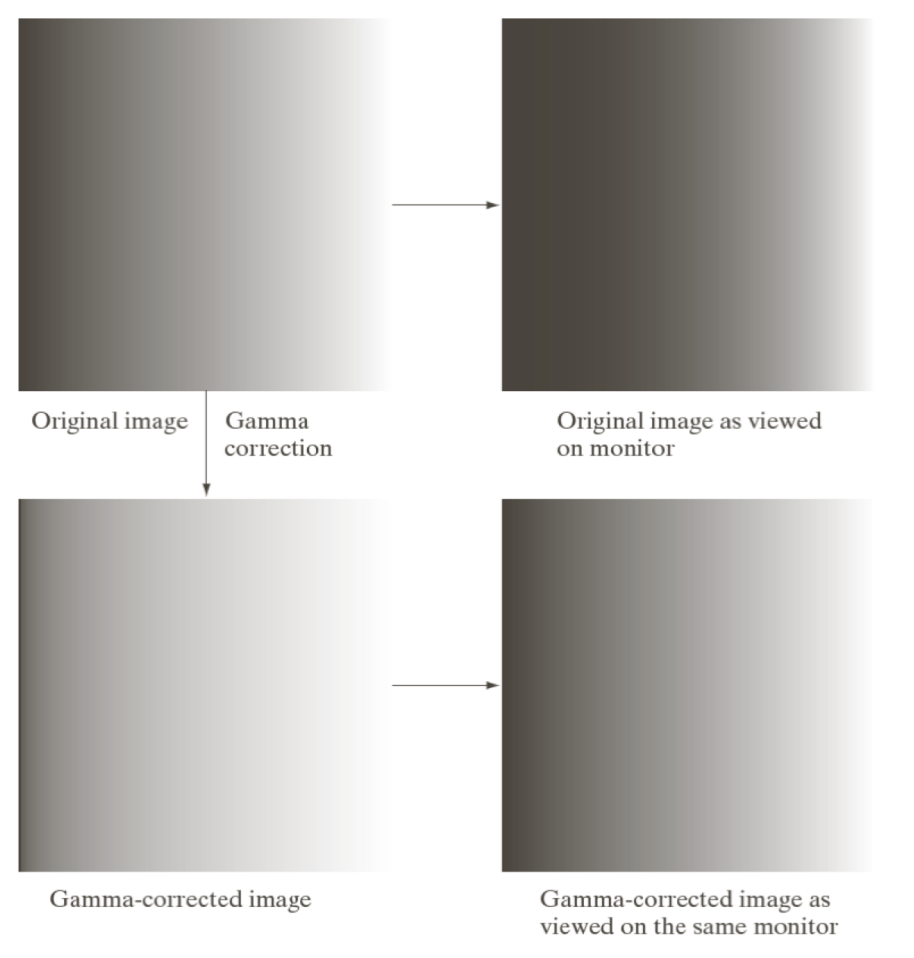 Original image
Gamma
correction
Original image as viewed
on monitor
Gamma-corrected image
Gamma-corrected image as
viewed on the same monitor